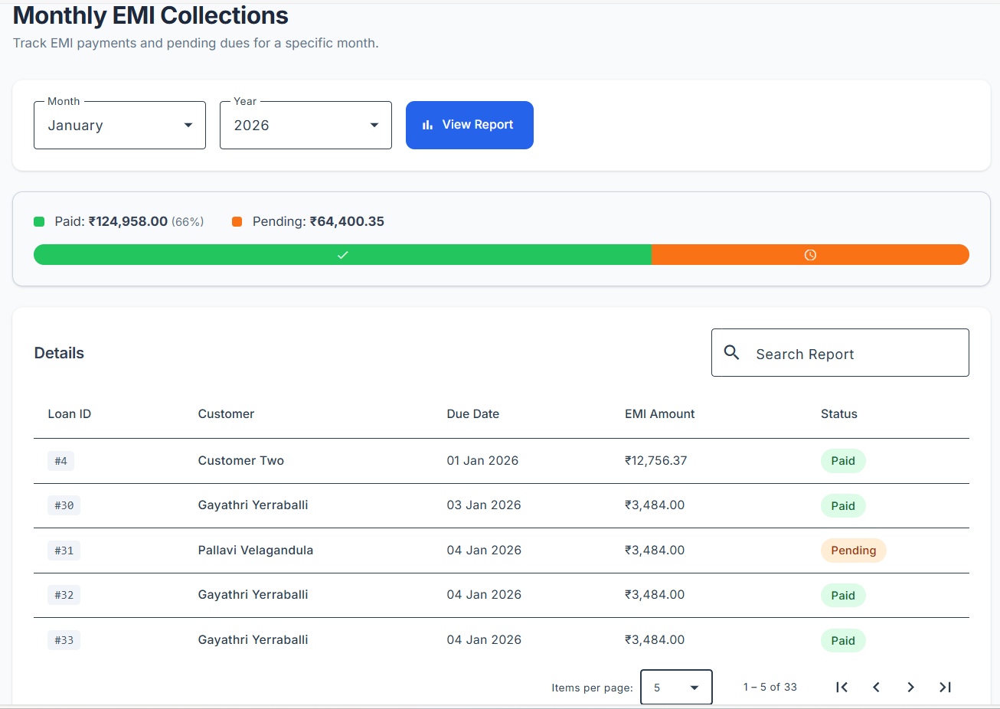 Monthly EMI Collections
Track EMI payments and pending dues for a specific month.
Month
January
Year
2026
View Report
Paid: ₹124,958.00 (66%) Pending: ₹64,400.35
Details
Search Report
Loan ID Customer Due Date EMI Amount Status
#4 Customer Two 01 Jan 2026 ₹12,756.37 Paid
#30 Gayathri Yerraballi 03 Jan 2026 ₹3,484.00 Paid
#31 Pallavi Velagandula 04 Jan 2026 ₹3,484.00 Pending
#32 Gayathri Yerraballi 04 Jan 2026 ₹3,484.00 Paid
#33 Gayathri Yerraballi 04 Jan 2026 ₹3,484.00 Paid
Items per page: 5 1 – 5 of 33